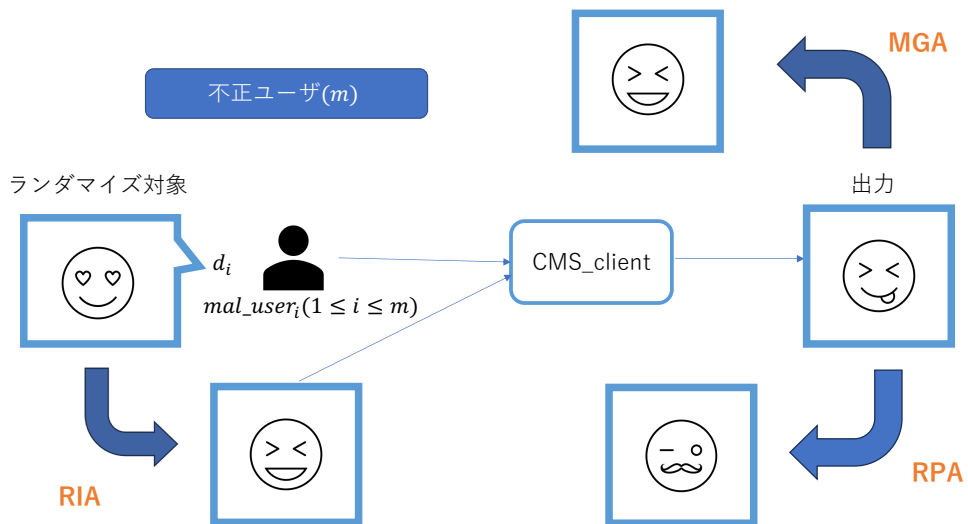 MGA
不正ユーザ(m)
ランダマイズ対象
出力
d_i
CMS_client
mal_user_i(1 ≤ i ≤ m)
RIA
RPA